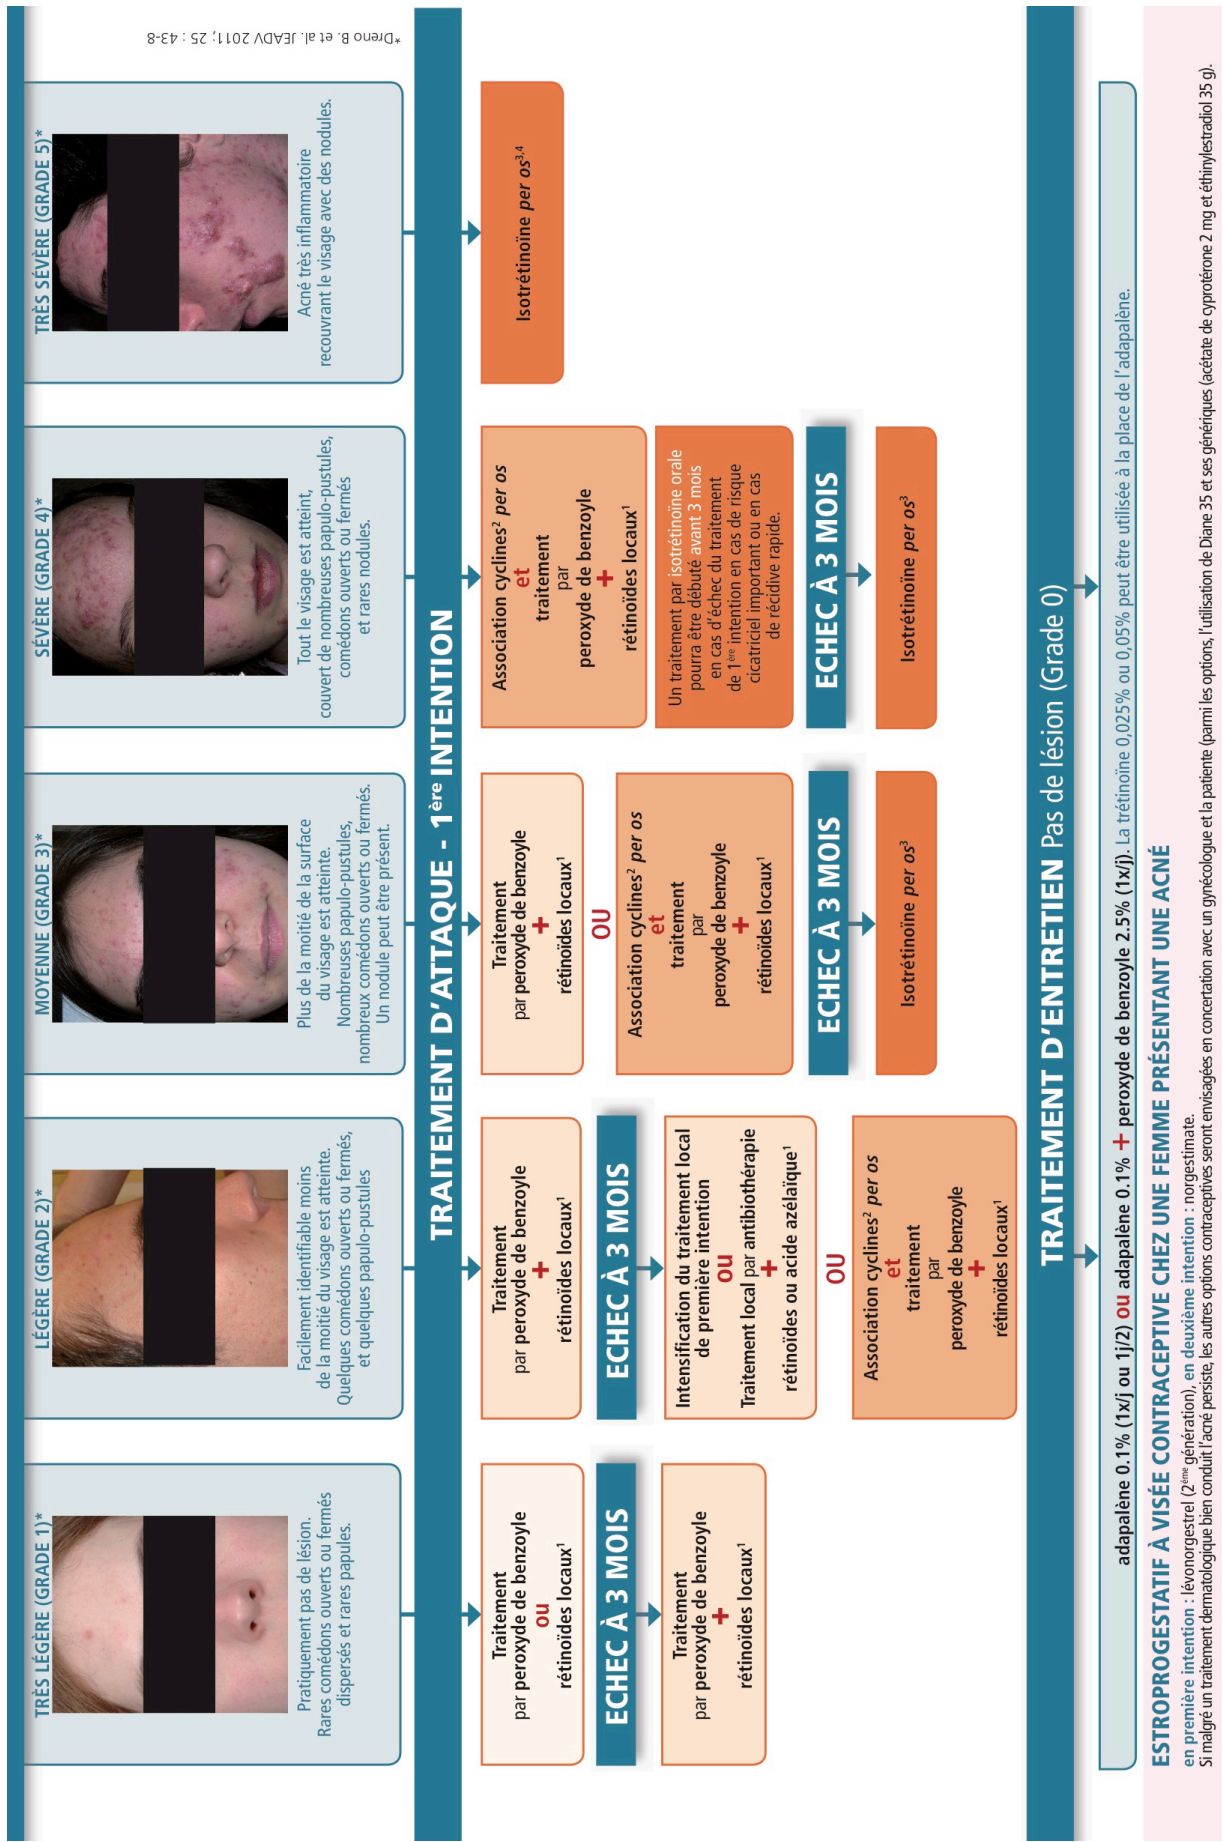 TRÈS LÉGÈRE (GRADE 1)*
Pratiquement pas de lésion.
Rares comédons ouverts ou fermés
dispersés et rares papules.
LÉGÈRE (GRADE 2)*
Facilement identifiable moins
de la moitié du visage est atteinte.
Quelques comédons ouverts ou fermés,
et quelques papulo-pustules
MOYENNE (GRADE 3)*
Plus de la moitié de la surface
du visage est atteinte.
Nombreuses papulo-pustules,
nombreux comédons ouverts ou fermés.
Un nodule peut être présent.
SÉVÈRE (GRADE 4)*
Tout le visage est atteint,
couvert de nombreuses papulo-pustules,
comédons ouverts ou fermés
et rares nodules.
TRÈS SÉVÈRE (GRADE 5)*
Acné très inflammatoire
recouvrant le visage avec des nodules.
*Dreno B. et al. JEADV 2011; 25 : 43-8
TRAITEMENT D'ATTAQUE - 1ère INTENTION
Traitement
par peroxyde de benzoyle
ou
rétinoïdes locaux¹
ECHEC À 3 MOIS
Traitement
par peroxyde de benzoyle
+
rétinoïdes locaux¹
Traitement
par peroxyde de benzoyle
+
rétinoïdes locaux¹
ECHEC À 3 MOIS
Intensification du traitement local
de première intention
ou
Traitement local par antibiothérapie
+
rétinoïdes ou acide azélaïque¹
OU
Association cyclines² per os
et
traitement
par
peroxyde de benzoyle
+
rétinoïdes locaux¹
Traitement
par peroxyde de benzoyle
+
rétinoïdes locaux¹
OU
Association cyclines² per os
et
traitement
par
peroxyde de benzoyle
+
rétinoïdes locaux¹
ECHEC À 3 MOIS
Isotrétinoïne per os³
Association cyclines² per os
et
traitement
par
peroxyde de benzoyle
+
rétinoïdes locaux¹
Un traitement par isotrétinoïne orale
pourra être débuté avant 3 mois
en cas d'échec du traitement
de 1ère intention en cas de risque
cicatriciel important ou en cas
de récidive rapide.
ECHEC À 3 MOIS
Isotrétinoïne per os³
Isotrétinoïne per os³,⁴
TRAITEMENT D'ENTRETIEN Pas de lésion (Grade 0)
adapalène 0.1% (1x/j ou 1j/2) ou adapalène 0.1% + peroxyde de benzoyle 2.5% (1x/j). La trétinoïne 0,025% ou 0,05% peut être utilisée à la place de l'adapalène.
ESTROPROGESTATIF À VISÉE CONTRACEPTIVE CHEZ UNE FEMME PRÉSENTANT UNE ACNÉ
en première intention : lévonorgestrel (2ème génération), en deuxième intention : norgestimate.
Si malgré un traitement dermatologique bien conduit l'acné persiste, les autres options contraceptives seront envisagées en concertation avec un gynécologue et la patiente (parmi les options, l'utilisation de Diane 35 et ses génériques (acétate de cyprotérone 2 mg et éthinylestradiol 35 g).